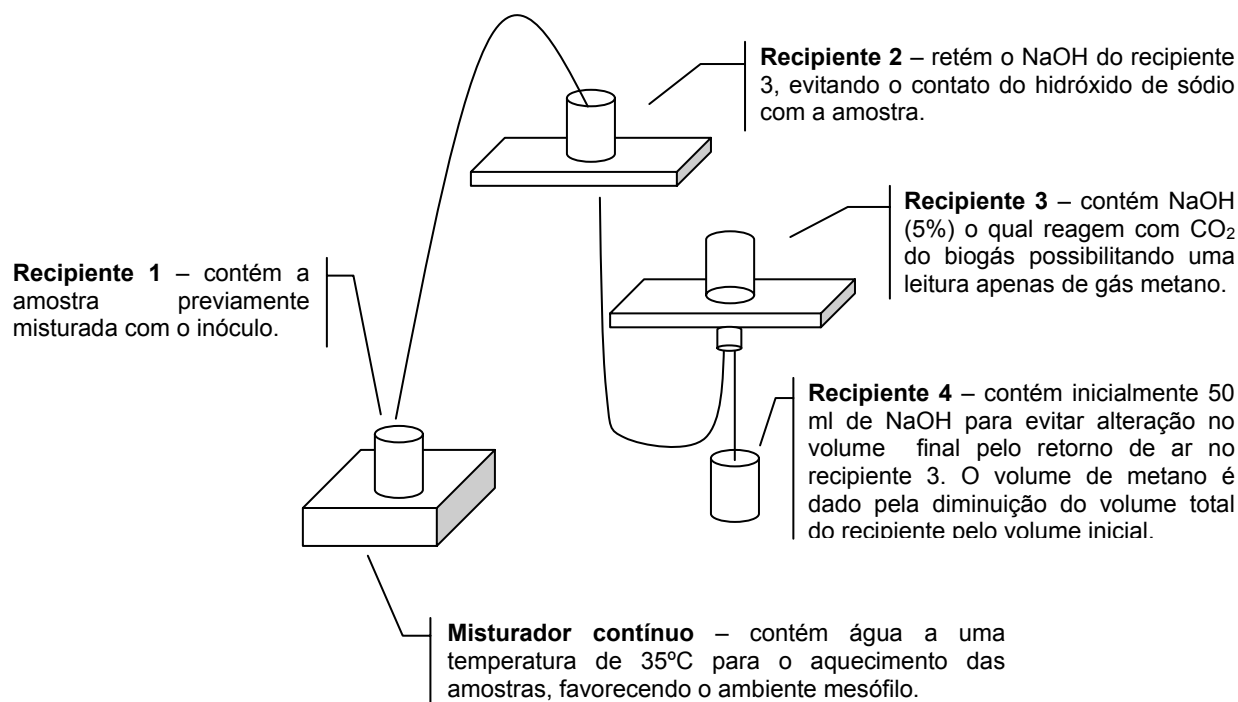 Recipiente 2 – retém o NaOH do recipiente
3, evitando o contato do hidróxido de sódio
com a amostra.
Recipiente 3 – contém NaOH
(5%) o qual reagem com CO₂
do biogás possibilitando uma
leitura apenas de gás metano.
Recipiente 1 – contém a
amostra previamente
misturada com o inóculo.
Recipiente 4 – contém inicialmente 50
ml de NaOH para evitar alteração no
volume final pelo retorno de ar no
recipiente 3. O volume de metano é
dado pela diminuição do volume total
do recipiente pelo volume inicial.
Misturador contínuo – contém água a uma
temperatura de 35ºC para o aquecimento das
amostras, favorecendo o ambiente mesófilo.